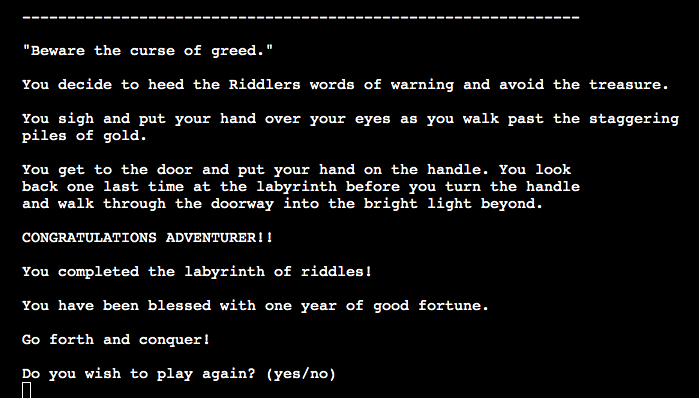 --------------------------------------------------------------
"Beware the curse of greed."
You decide to heed the Riddlers words of warning and avoid the treasure.
You sigh and put your hand over your eyes as you walk past the staggering
piles of gold.
You get to the door and put your hand on the handle. You look
back one last time at the labyrinth before you turn the handle
and walk through the doorway into the bright light beyond.
CONGRATULATIONS ADVENTURER!!
You completed the labyrinth of riddles!
You have been blessed with one year of good fortune.
Go forth and conquer!
Do you wish to play again? (yes/no)